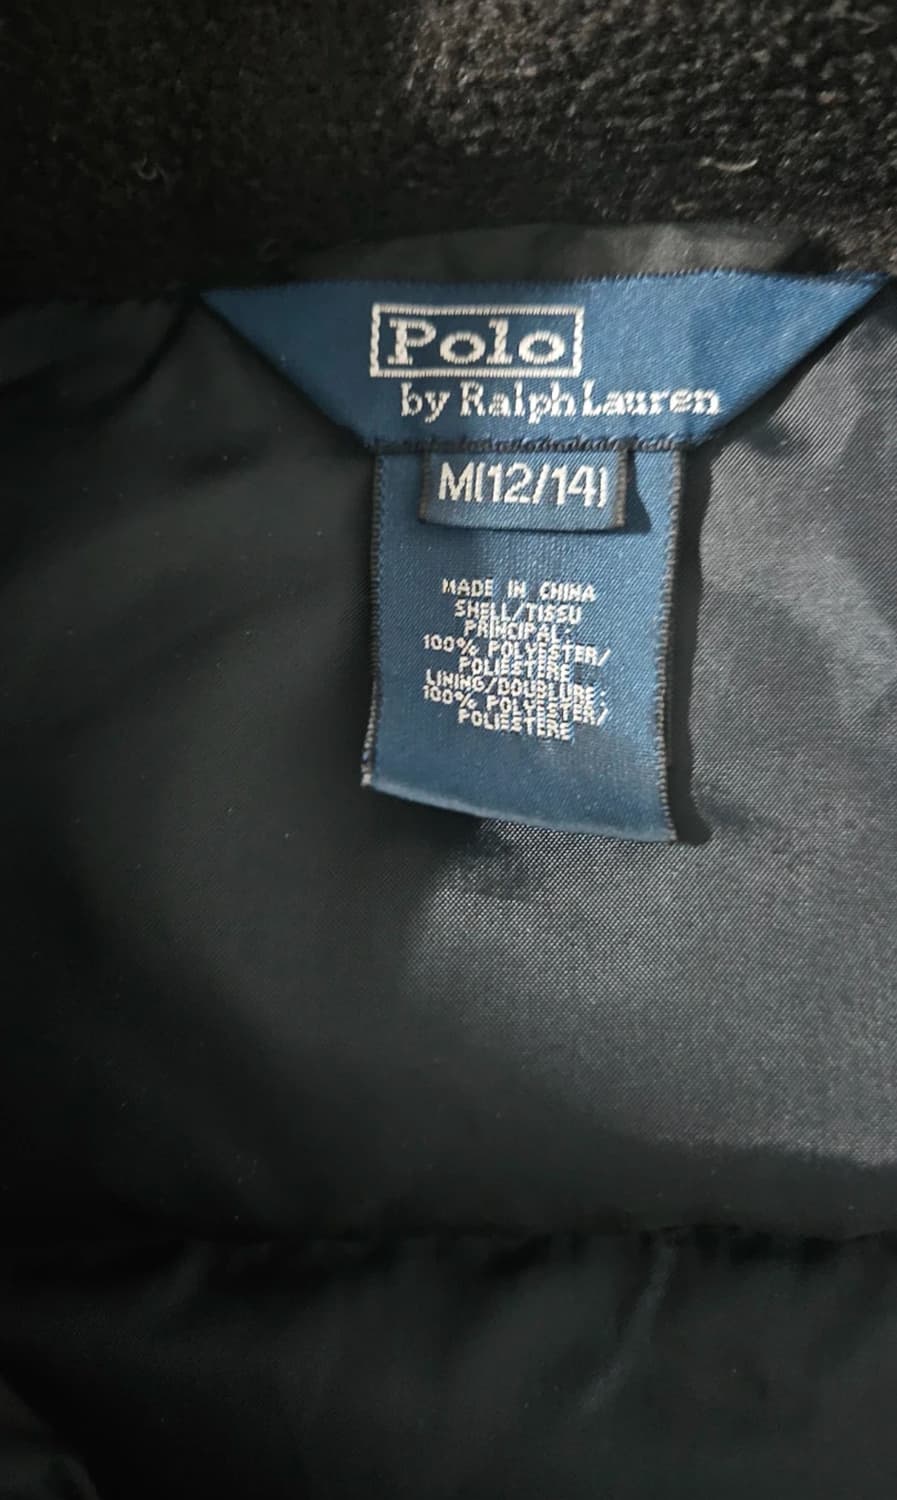 Polo
by Ralph Lauren
M(12/14)
MADE IN CHINA
SHELL/TISSU
PRINCIPAL:
100% POLYESTER/
POLIESTERE
LINING/DOUBLURE:
100% POLYESTER/
POLIESTERE